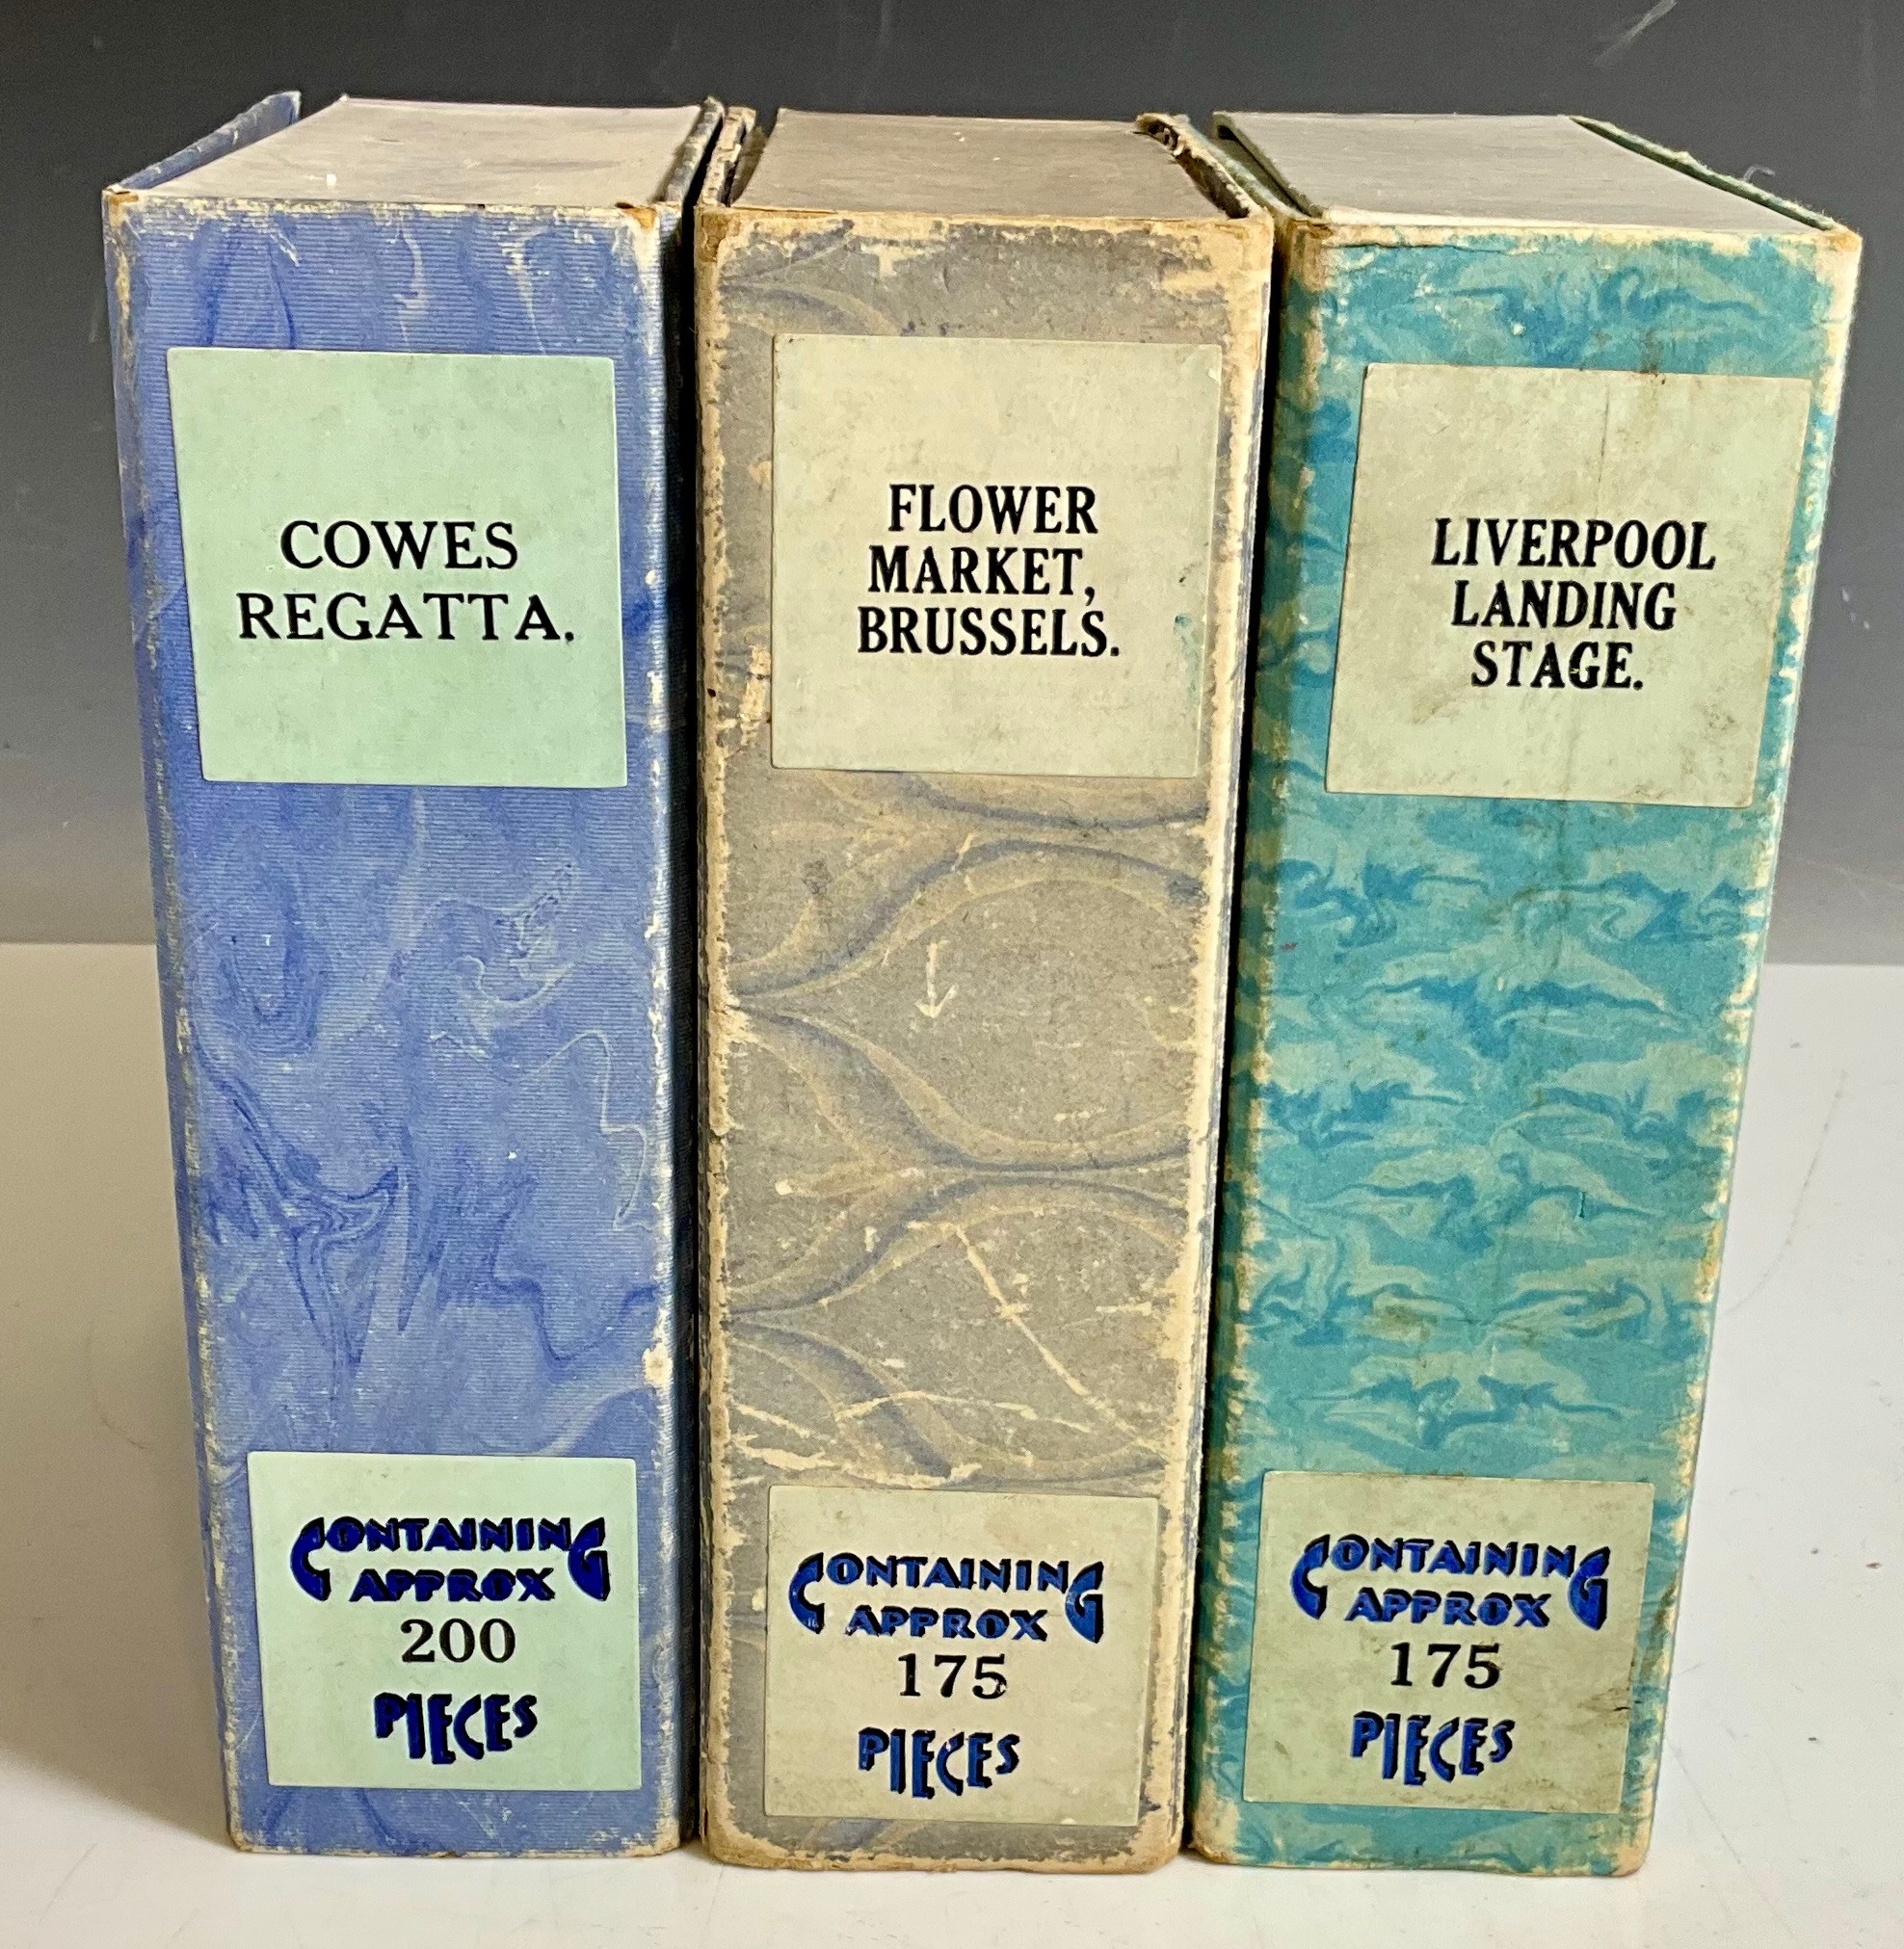 COWES
REGATTA.
CONTAINING
APPROX
200
PIECES
FLOWER
MARKET,
BRUSSELS.
CONTAINING
APPROX
175
PIECES
LIVERPOOL
LANDING
STAGE.
CONTAINING
APPROX
175
PIECES